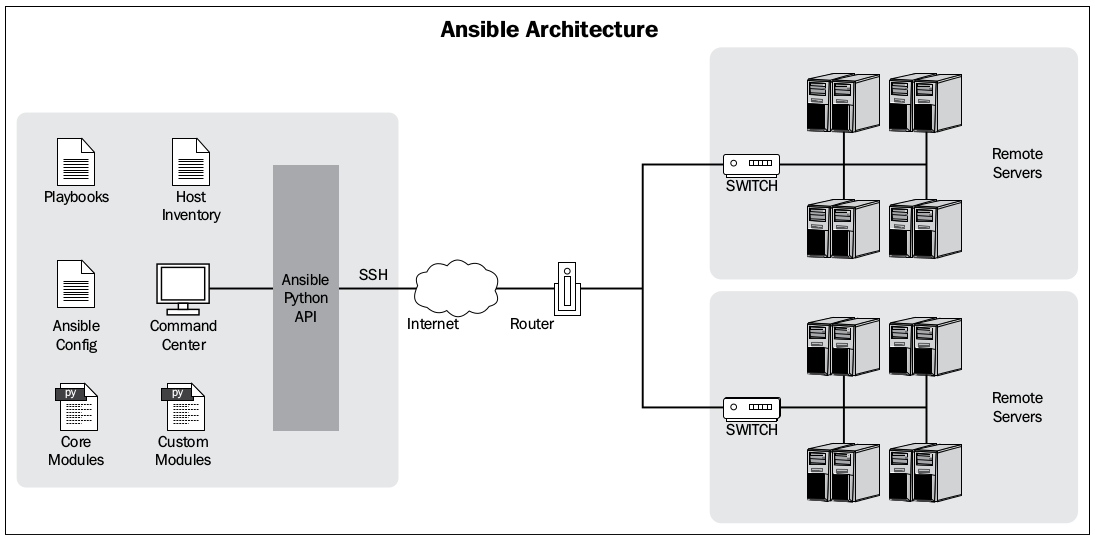 Ansible Architecture
Playbooks
Host
Inventory
Ansible
Config
Command
Center
py
Core
Modules
py
Custom
Modules
Ansible
Python
API
SSH
Internet
Router
SWITCH
Remote
Servers
SWITCH
Remote
Servers